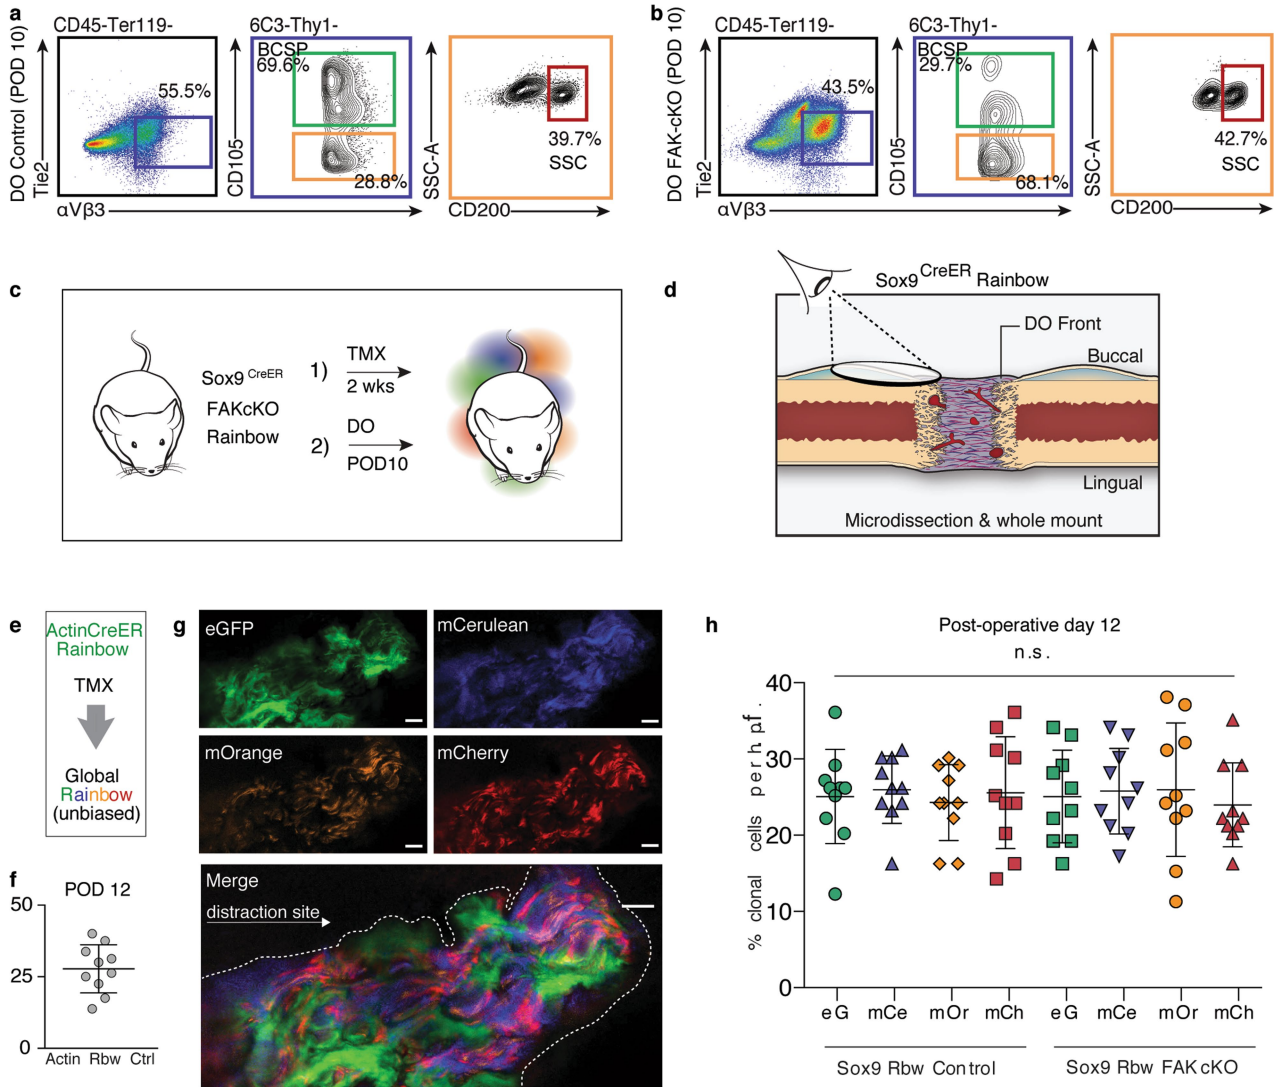 a
CD45-Ter119-
6C3-Thy1-
DO Control (POD 10)
Tie2
55.5%
CD105
BCSP
69.6%
28.8%
SSC-A
39.7%
SSC
αVβ3
CD200
b
CD45-Ter119-
6C3-Thy1-
DO FAK-cKO (POD 10)
Tie2
43.5%
CD105
BCSP
29.7%
68.1%
SSC-A
42.7%
SSC
αVβ3
CD200
c
Sox9 CreER
FAKcKO
Rainbow
1)
TMX
2 wks
2)
DO
POD10
d
Sox9CreER Rainbow
DO Front
Buccal
Lingual
Microdissection & whole mount
e
ActinCreER
Rainbow
TMX
Global
Rainbow
(unbiased)
f
POD 12
50
25
0
Actin Rbw Ctrl
g
eGFP
mCerulean
mOrange
mCherry
Merge
distraction site
h
Post-operative day 12
n.s.
% clonal cells per h.p.f.
40
30
20
10
0
eG mCe mOr mCh eG mCe mOr mCh
Sox9 Rbw Control
Sox9 Rbw FAKcKO